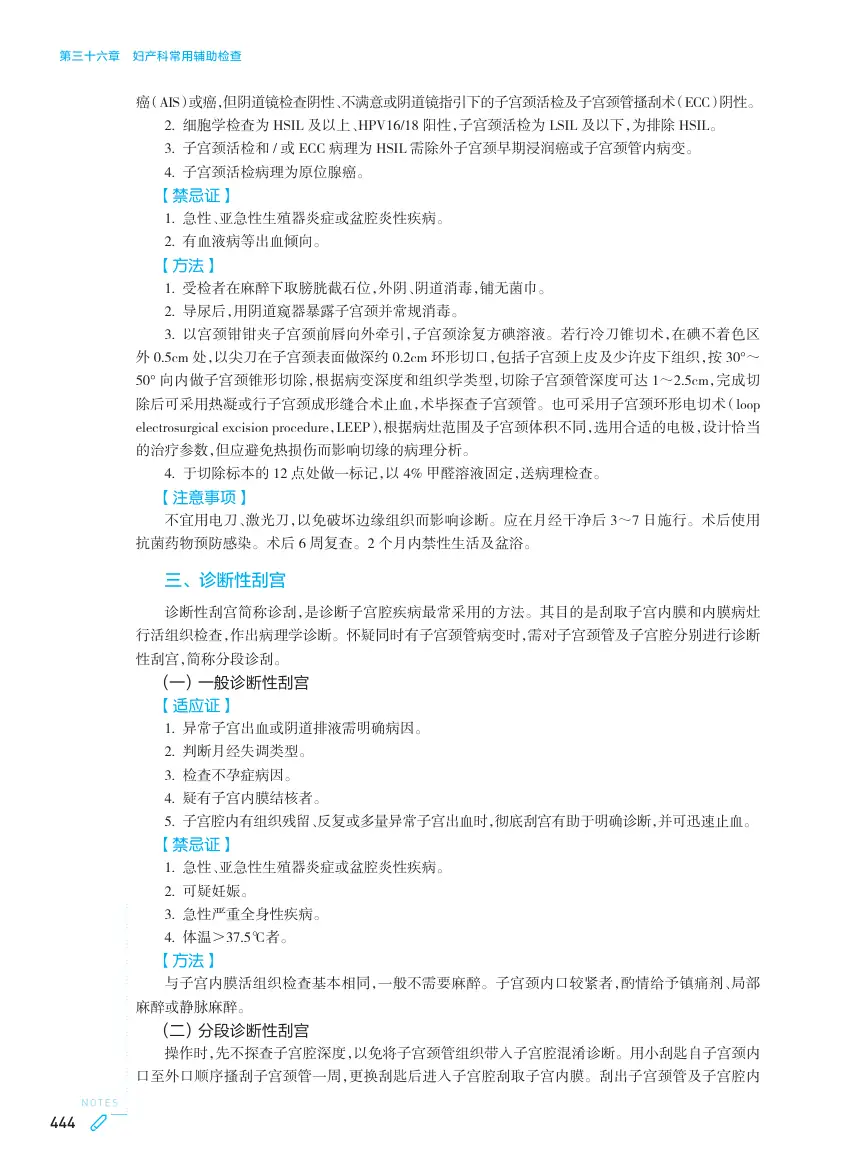 第三十六章　妇产科常用辅助检查
癌（AIS）或癌，但阴道镜检查阴性、不满意或阴道镜指引下的子宫颈活检及子宫颈管搔刮术（ECC）阴性。
2. 细胞学检查为 HSIL 及以上、HPV16/18 阳性，子宫颈活检为 LSIL 及以下，为排除 HSIL。
3. 子宫颈活检和 / 或 ECC 病理为 HSIL 需除外子宫颈早期浸润癌或子宫颈管内病变。
4. 子宫颈活检病理为原位腺癌。
【禁忌证】
1. 急性、亚急性生殖器炎症或盆腔炎性疾病。
2. 有血液病等出血倾向。
【方法】
1. 受检者在麻醉下取膀胱截石位，外阴、阴道消毒，铺无菌巾。
2. 导尿后，用阴道窥器暴露子宫颈并常规消毒。
3. 以宫颈钳钳夹子宫颈前唇向外牵引，子宫颈涂复方碘溶液。若行冷刀锥切术，在碘不着色区
外 0.5cm 处，以尖刀在子宫颈表面做深约 0.2cm 环形切口，包括子宫颈上皮及少许皮下组织，按 30°～
50° 向内做子宫颈锥形切除，根据病变深度和组织学类型，切除子宫颈管深度可达 1～2.5cm，完成切
除后可采用热凝或行子宫颈成形缝合术止血，术毕探查子宫颈管。也可采用子宫颈环形电切术（loop
electrosurgical excision procedure，LEEP），根据病灶范围及子宫颈体积不同，选用合适的电极，设计恰当
的治疗参数，但应避免热损伤而影响切缘的病理分析。
4. 于切除标本的 12 点处做一标记，以 4% 甲醛溶液固定，送病理检查。
【注意事项】
不宜用电刀、激光刀，以免破坏边缘组织而影响诊断。应在月经干净后 3～7 日施行。术后使用
抗菌药物预防感染。术后 6 周复查。2 个月内禁性生活及盆浴。
三、诊断性刮宫
诊断性刮宫简称诊刮，是诊断子宫腔疾病最常采用的方法。其目的是刮取子宫内膜和内膜病灶
行活组织检查，作出病理学诊断。怀疑同时有子宫颈管病变时，需对子宫颈管及子宫腔分别进行诊断
性刮宫，简称分段诊刮。
（一）一般诊断性刮宫
【适应证】
1. 异常子宫出血或阴道排液需明确病因。
2. 判断月经失调类型。
3. 检查不孕症病因。
4. 疑有子宫内膜结核者。
5. 子宫腔内有组织残留、反复或多量异常子宫出血时，彻底刮宫有助于明确诊断，并可迅速止血。
【禁忌证】
1. 急性、亚急性生殖器炎症或盆腔炎性疾病。
2. 可疑妊娠。
3. 急性严重全身性疾病。
4. 体温＞37.5℃者。
【方法】
与子宫内膜活组织检查基本相同，一般不需要麻醉。子宫颈内口较紧者，酌情给予镇痛剂、局部
麻醉或静脉麻醉。
（二）分段诊断性刮宫
操作时，先不探查子宫腔深度，以免将子宫颈管组织带入子宫腔混淆诊断。用小刮匙自子宫颈内
口至外口顺序搔刮子宫颈管一周，更换刮匙后进入子宫腔刮取子宫内膜。刮出子宫颈管及子宫腔内
NOTES
444